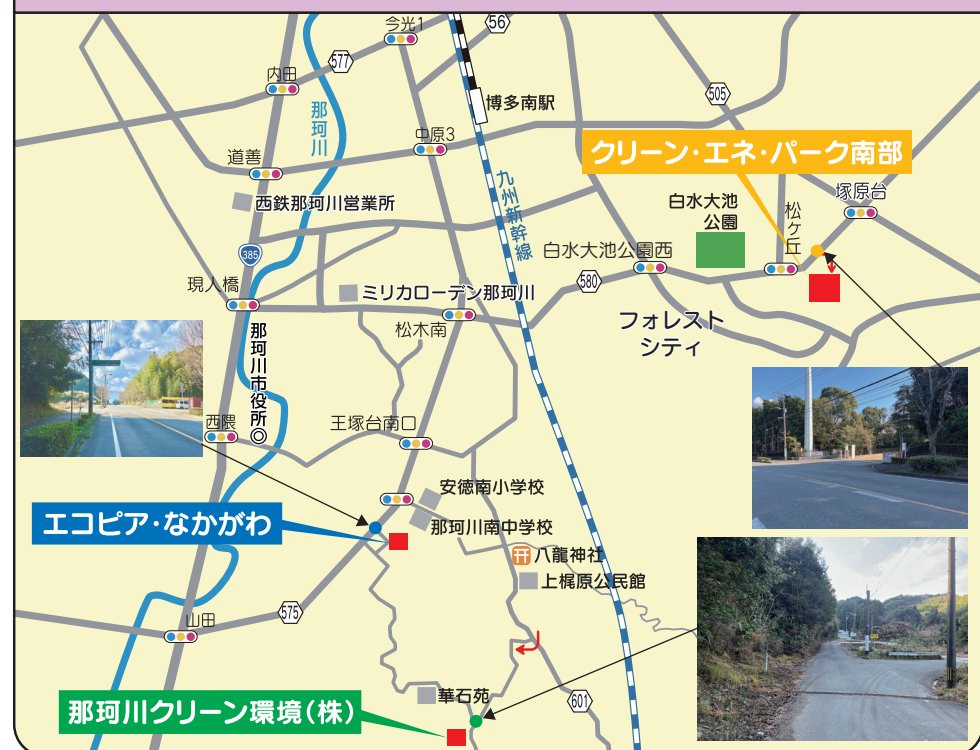 今光1
56
577
内田
505
博多南駅
那珂川
中原3
クリーン・エネ・パーク南部
道善
九州新幹線
塚原台
西鉄那珂川営業所
白水大池
公園
松ヶ丘
385
白水大池公園西
580
現人橋
ミリカローデン那珂川
フォレスト
シティ
松木南
那珂川市役所◎
西隈
王塚台南口
安徳南小学校
エコピア・なかがわ
那珂川南中学校
八龍神社
上梶原公民館
575
山田
華石苑
601
那珂川クリーン環境(株)